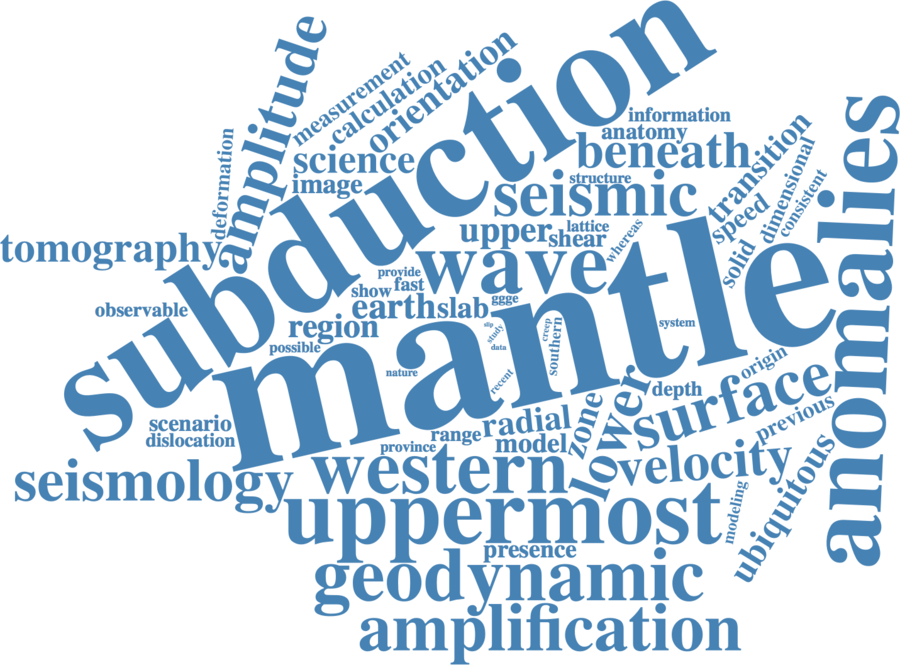 subduction
mantle
anomalies
amplitude
measurement
calculation
orientation
deformation
science
image
tomography
information
anatomy
beneath
structure
seismic
transition
speed
dimensional
consistent
solid
upper
lattice
shear
whereas
wave
provide
fast
show
earth
slab
ggge
observable
region
possible
slip
study
data
creep
southern
system
nature
recent
origin
depth
surface
previous
scenario
dislocation
range
radial
model
province
zone
lower
velocity
seismology
western
uppermost
modeling
ubiquitous
presence
geodynamic
amplification